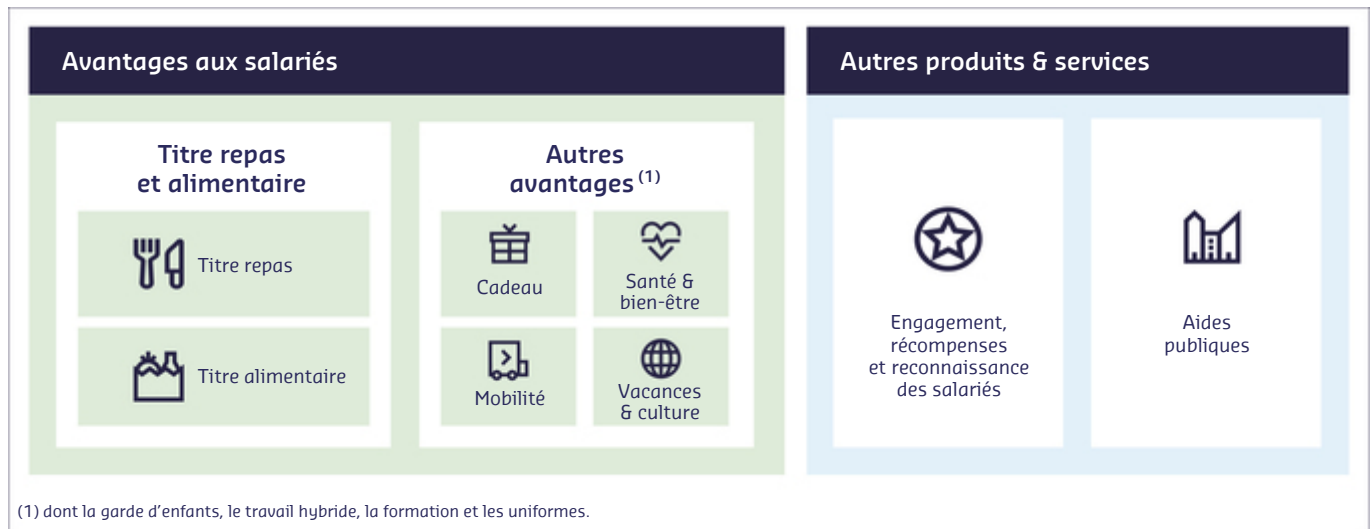 Avantages aux salariés
Titre repas
et alimentaire
Titre repas
Titre alimentaire
Autres
avantages (1)
Cadeau
Santé &
bien-être
Mobilité
Vacances
& culture
Autres produits & services
Engagement,
récompenses
et reconnaissance
des salariés
Aides
publiques
(1) dont la garde d'enfants, le travail hybride, la formation et les uniformes.